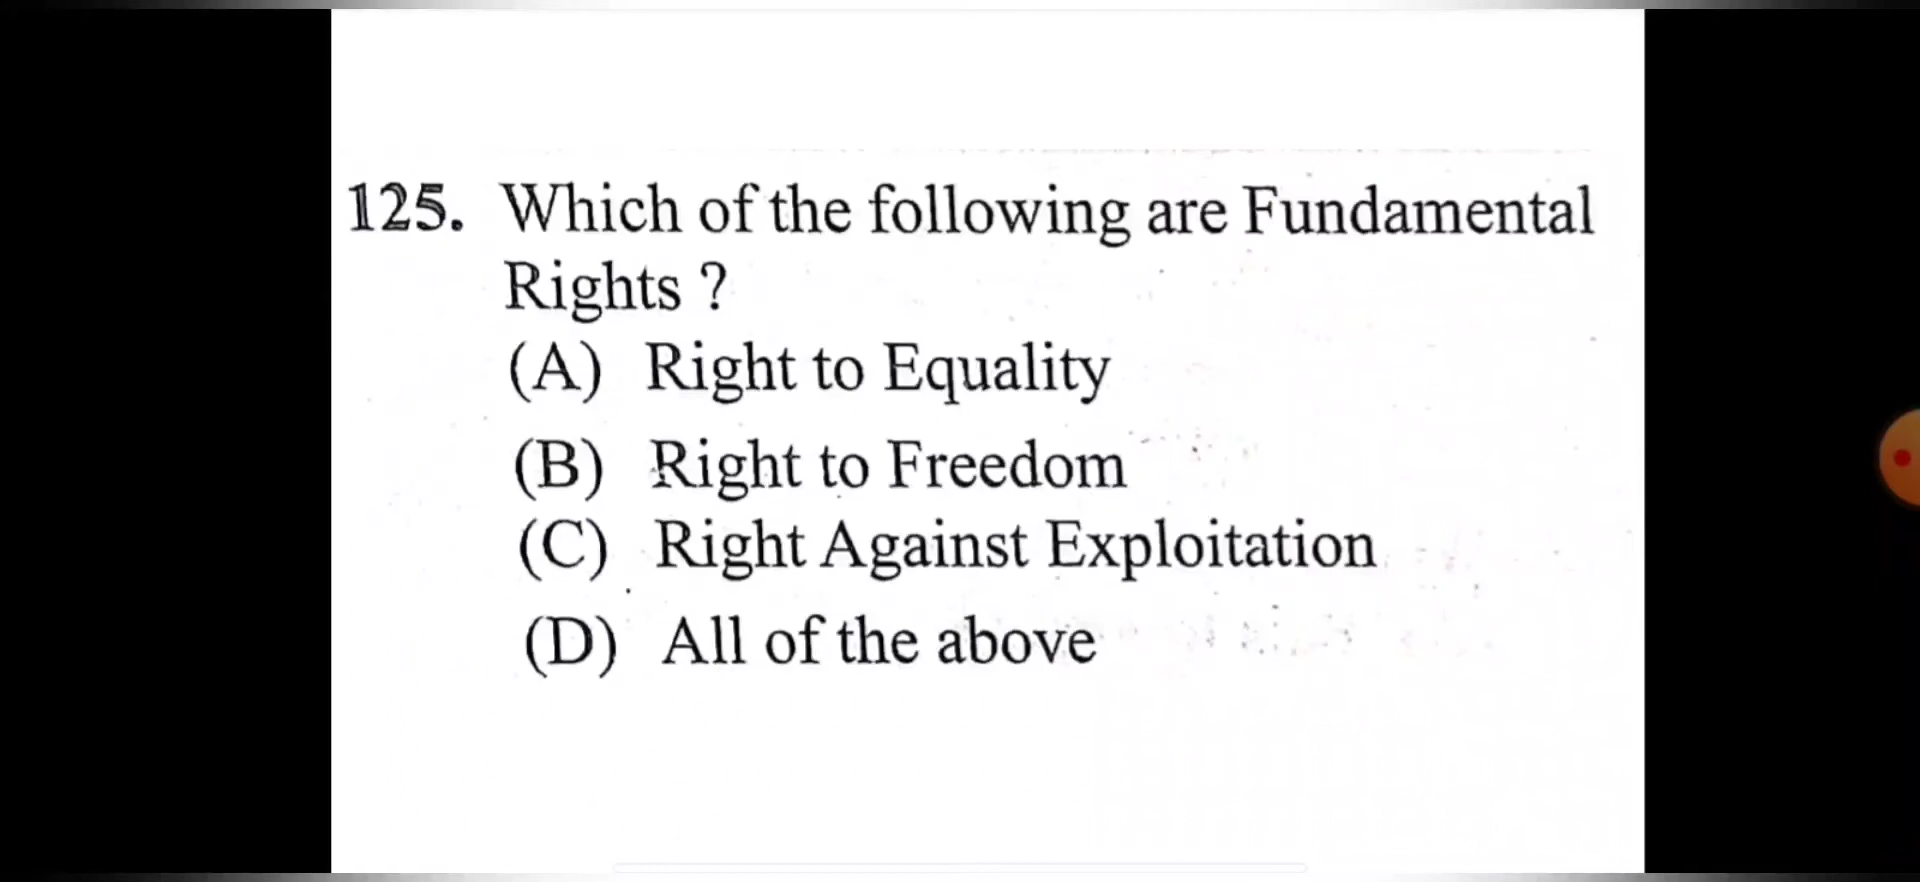 125. Which of the following are Fundamental
Rights ?
(A) Right to Equality
(B) Right to Freedom
(C) Right Against Exploitation
(D) All of the above